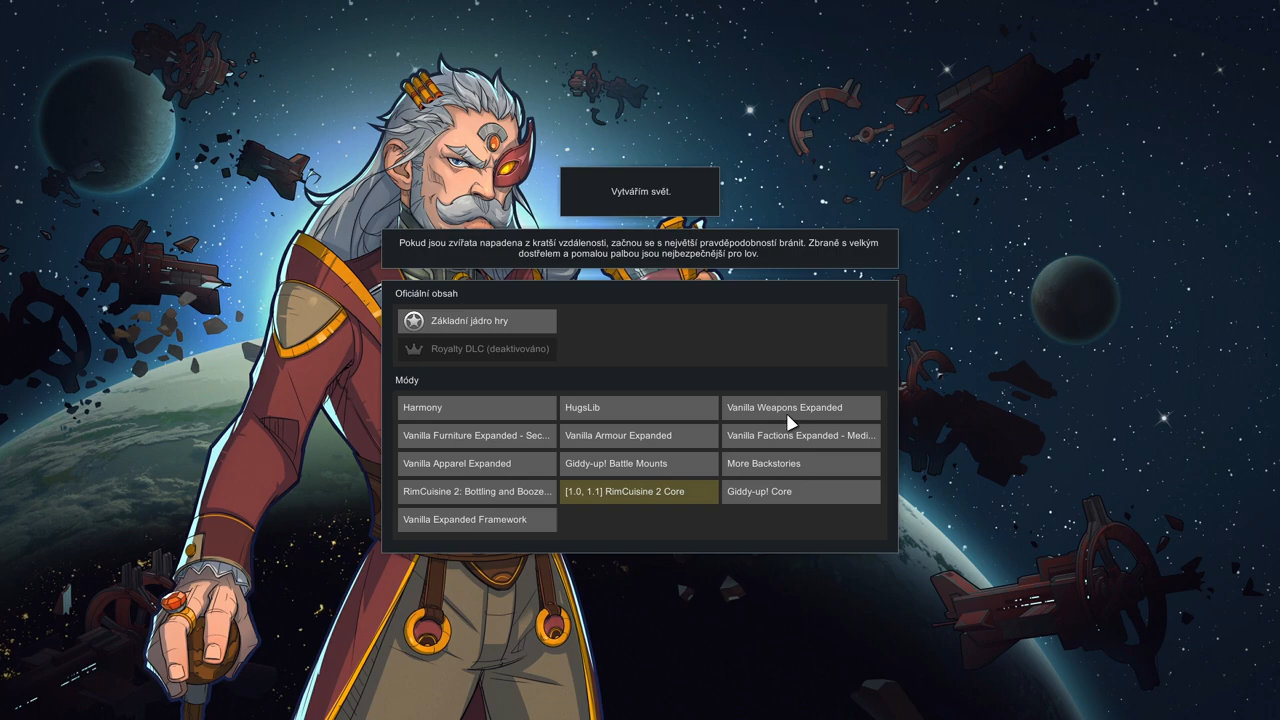 Vytvářím svět.
Pokud jsou zvířata napadena z kratší vzdálenosti, začnou se s největší pravděpodobností bránit. Zbraně s velkým
dostřelem a pomalou palbou jsou nejbezpečnější pro lov.
Oficiální obsah
Základní jádro hry
Royalty DLC (deaktivováno)
Módy
Harmony
HugsLib
Vanilla Weapons Expanded
Vanilla Furniture Expanded - Sec...
Vanilla Armour Expanded
Vanilla Factions Expanded - Medi...
Vanilla Apparel Expanded
Giddy-up! Battle Mounts
More Backstories
RimCuisine 2: Bottling and Booze...
[1.0, 1.1] RimCuisine 2 Core
Giddy-up! Core
Vanilla Expanded Framework